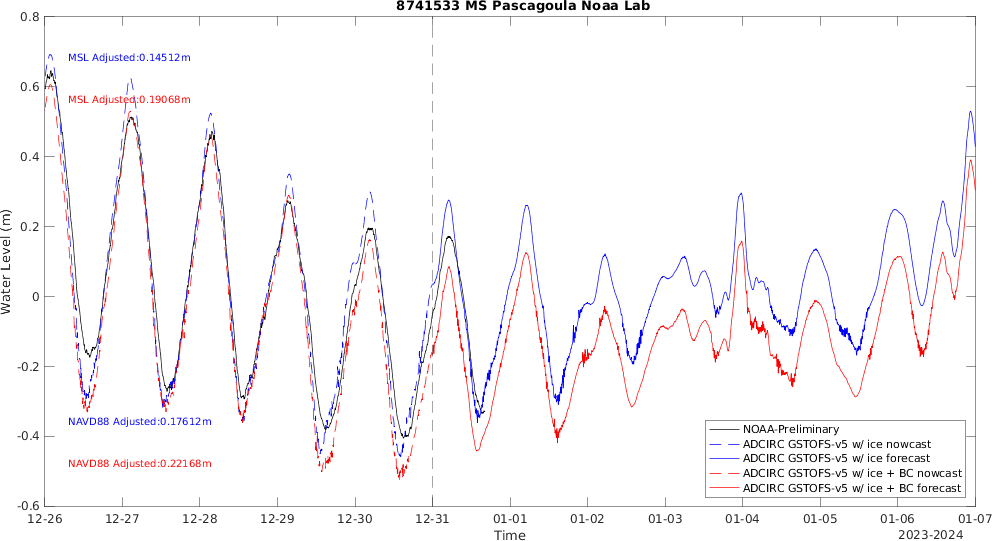 8741533 MS Pascagoula Noaa Lab
Water Level (m)
0.8
0.6
0.4
0.2
0
-0.2
-0.4
-0.6
MSL Adjusted:0.14512m
MSL Adjusted:0.19068m
NAVD88 Adjusted:0.17612m
NAVD88 Adjusted:0.22168m
NOAA-Preliminary
ADCIRC GSTOFS-v5 w/ ice nowcast
ADCIRC GSTOFS-v5 w/ ice forecast
ADCIRC GSTOFS-v5 w/ ice + BC nowcast
ADCIRC GSTOFS-v5 w/ ice + BC forecast
12-26 12-27 12-28 12-29 12-30 12-31 01-01 01-02 01-03 01-04 01-05 01-06 01-07
Time
2023-2024